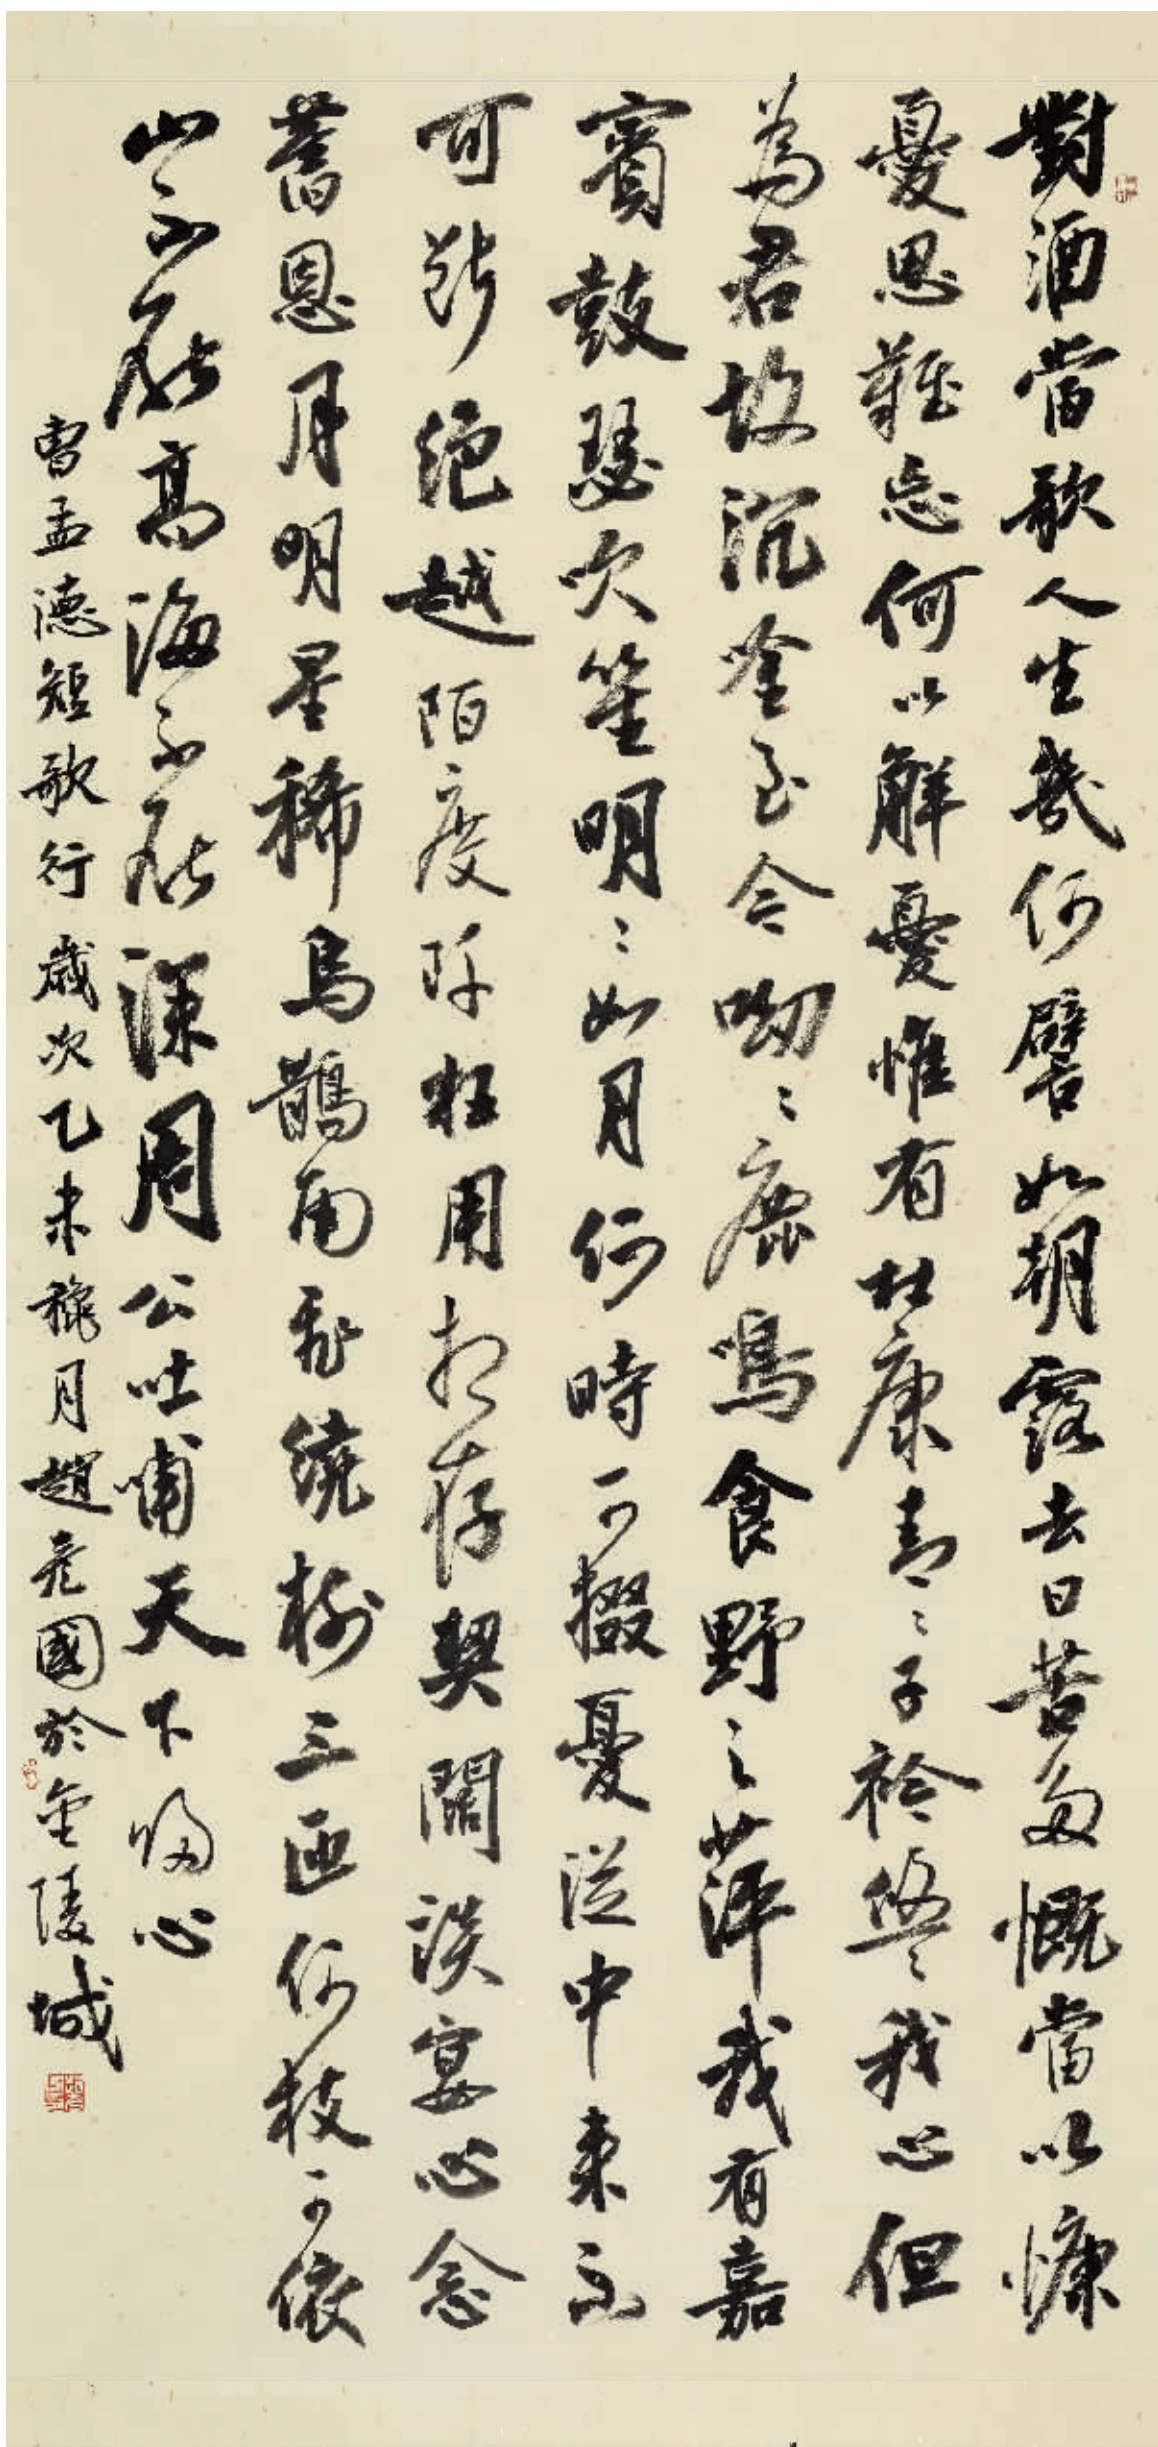 對酒當歌人生幾何譬如朝露去日苦多慨當以慷
憂思難忘何以解憂惟有杜康青々子衿悠々我心但
為君故沉吟至今呦々鹿鳴食野之苹我有嘉
賓鼓瑟吹笙明々如月何時可掇憂從中來不
可斷絕越陌度阡枉用相存契闊談宴心念
舊恩月明星稀烏鵲南飛繞樹三匝何枝可依
山不厭高海不厭深周公吐哺天下歸心
曹孟德短歌行歲次乙未穐月趙彥國於金陵城